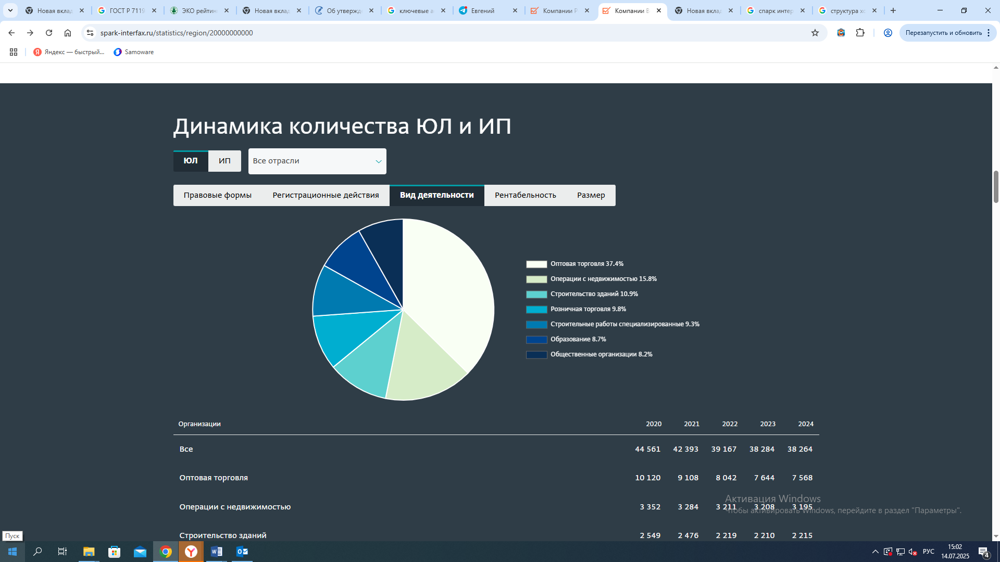 Новая вклад
ГОСТ Р 7119
ЭКО рейтин
Новая вклад
Об утвержде
ключевые а
Евгений
Компании Р
Компании В
Новая вклад
спарк интер
структура хо
spark-interfax.ru/statistics/region/20000000000
Перезапустить и обновить
Яндекс — быстрый...
Samoware
Динамика количества ЮЛ и ИП
ЮЛ ИП Все отрасли
Правовые формы Регистрационные действия Вид деятельности Рентабельность Размер
Оптовая торговля 37.4%
Операции с недвижимостью 15.8%
Строительство зданий 10.9%
Розничная торговля 9.8%
Строительные работы специализированные 9.3%
Образование 8.7%
Общественные организации 8.2%
Организации 2020 2021 2022 2023 2024
Все 44 561 42 393 39 167 38 284 38 264
Оптовая торговля 10 120 9 108 8 042 7 644 7 568
Активация Windows
Операции с недвижимостью 3 352 3 284 3 211 3 208 3 195
Чтобы активировать Windows, перейдите в раздел "Параметры".
Строительство зданий 2 549 2 476 2 219 2 210 2 215
Пуск
РУС
15:02
14.07.2025
4